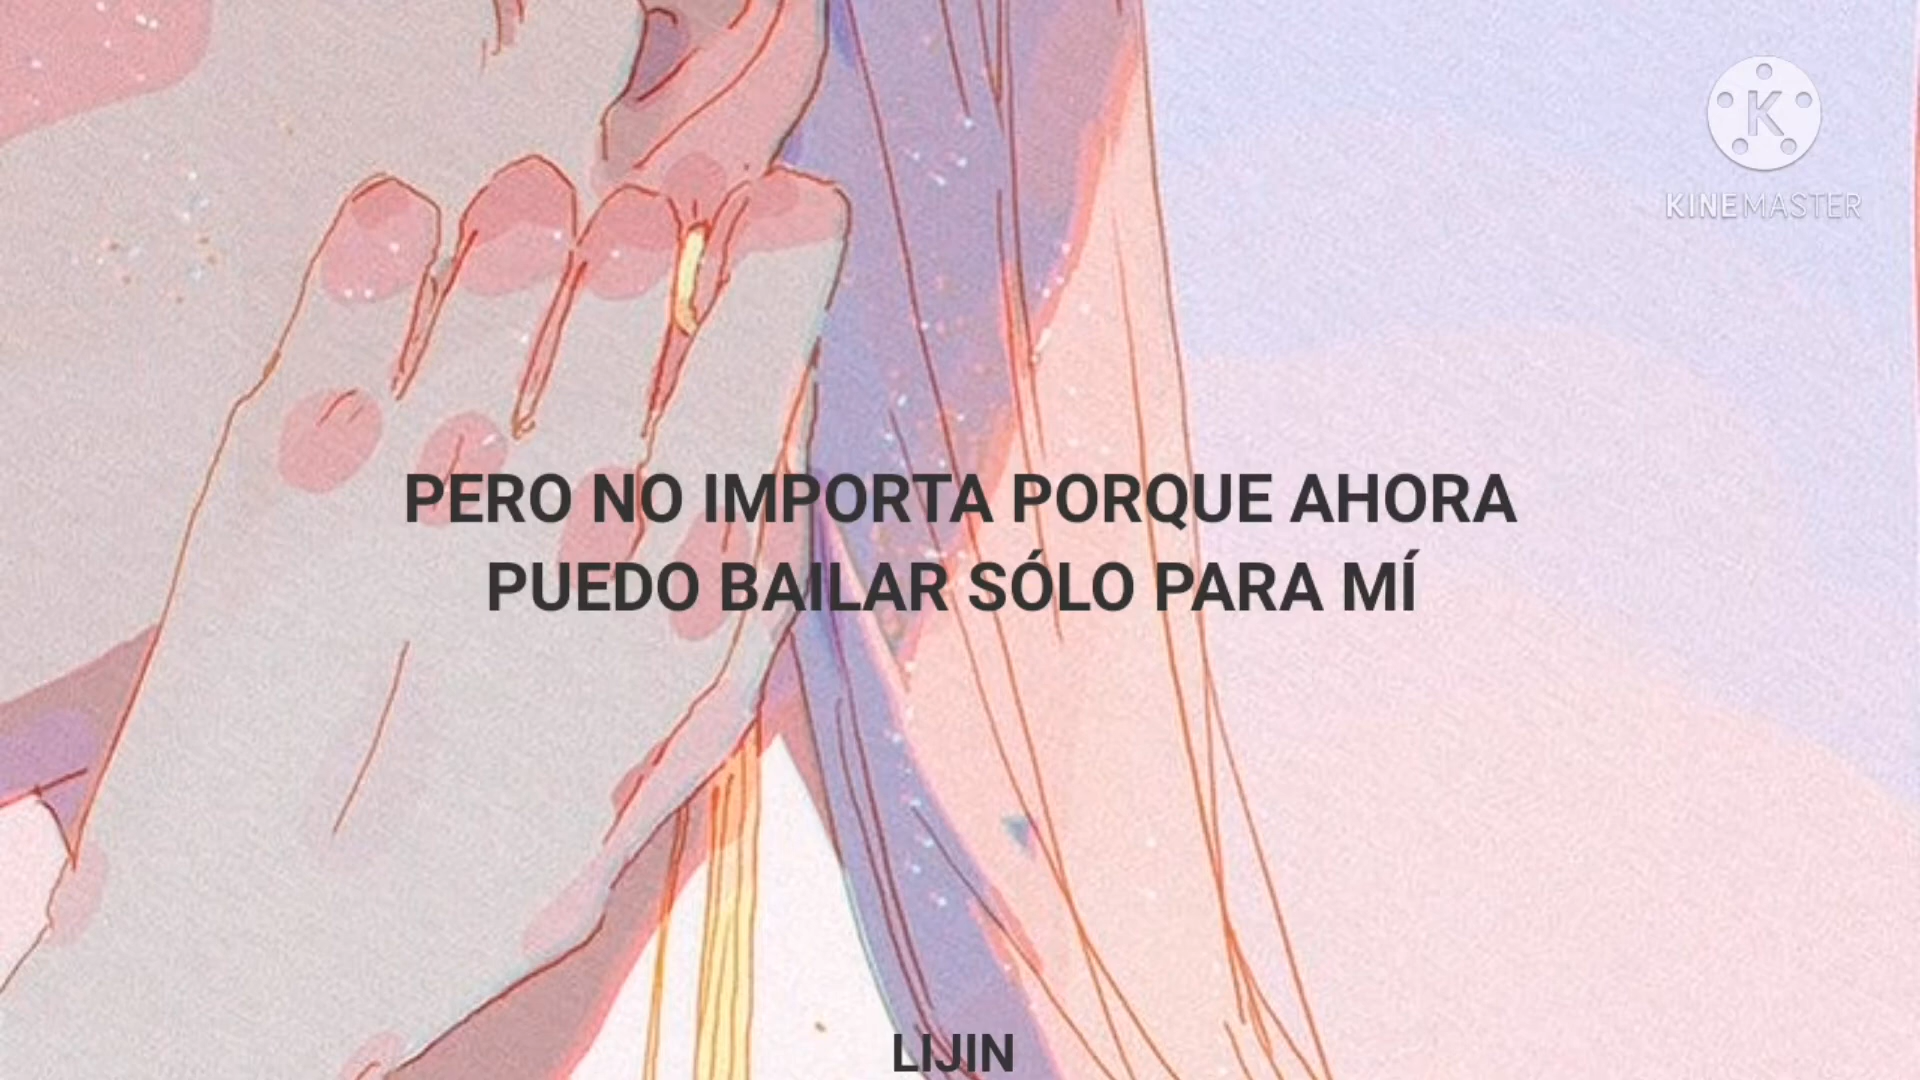 KINEMASTER
PERO NO IMPORTA PORQUE AHORA
PUEDO BAILAR SÓLO PARA MÍ
LIJIN